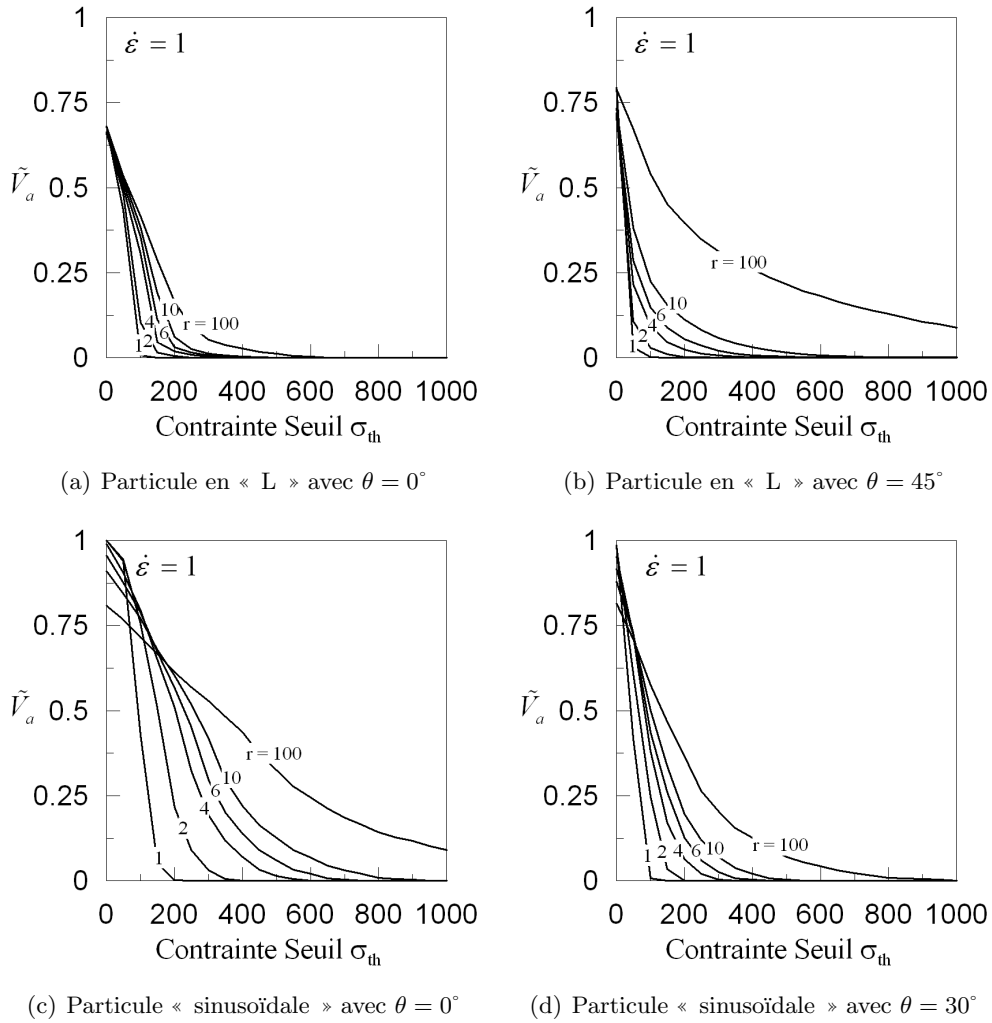 1
ε̇ = 1
0.75
Ṽa
0.5
0.25
10
4
6
r = 100
2
1
0
0 200 400 600 800 1000
Contrainte Seuil σth
(a) Particule en « L » avec θ = 0°
1
ε̇ = 1
0.75
Ṽa
0.5
0.25
r = 100
10
6
4
2
1
0
0 200 400 600 800 1000
Contrainte Seuil σth
(b) Particule en « L » avec θ = 45°
1
ε̇ = 1
0.75
Ṽa
0.5
r = 100
0.25
10
6
4
2
1
0
0 200 400 600 800 1000
Contrainte Seuil σth
(c) Particule « sinusoïdale » avec θ = 0°
1
ε̇ = 1
0.75
Ṽa
0.5
0.25
r = 100
1 2 4 6 10
0
0 200 400 600 800 1000
Contrainte Seuil σth
(d) Particule « sinusoïdale » avec θ = 30°